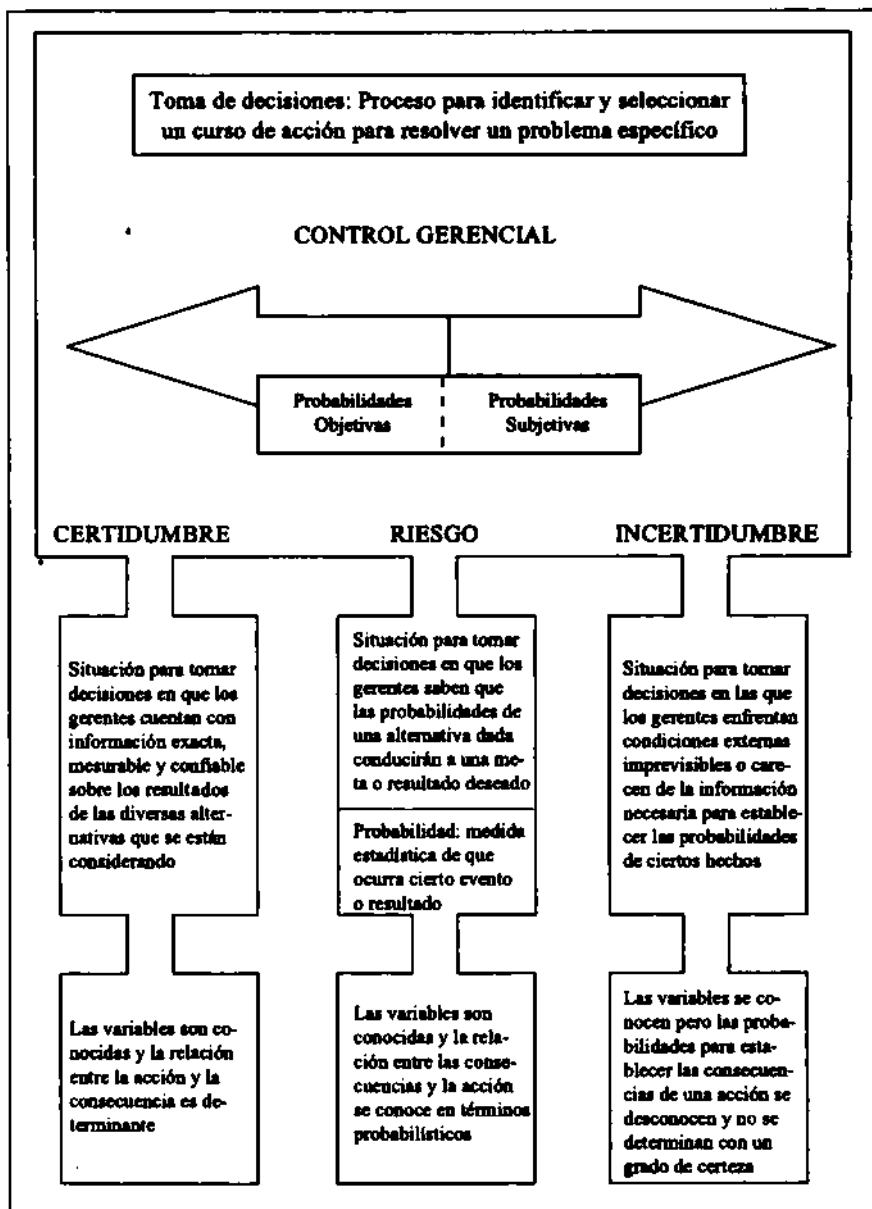 Toma de decisiones: Proceso para identificar y seleccionar
un curso de acción para resolver un problema específico
CONTROL GERENCIAL
Probabilidades
Objetivas
Probabilidades
Subjetivas
CERTIDUMBRE
RIESGO
INCERTIDUMBRE
Situación para tomar
decisiones en que los
gerentes cuentan con
información exacta,
mesurable y confiable
sobre los resultados
de las diversas alter-
nativas que se están
considerando
Situación para tomar
decisiones en que los
gerentes saben que
las probabilidades de
una alternativa dada
conducirán a una me-
ta o resultado deseado
Probabilidad: medida
estadística de que
ocurra cierto evento
o resultado
Situación para tomar
decisiones en las que
los gerentes enfrentan
condiciones externas
imprevisibles o care-
cen de la información
necesaria para estable-
cer las probabilidades
de ciertos hechos
Las variables son co-
nocidas y la relación
entre la acción y la
consecuencia es de-
terminante
Las variables son
conocidas y la rela-
ción entre las conse-
cuencias y la acción
se conoce en términos
probabilísticos
Las variables se co-
nocen pero las proba-
bilidades para esta-
blecer las consecuen-
cias de una acción se
desconocen y no se
determinan con un
grado de certeza